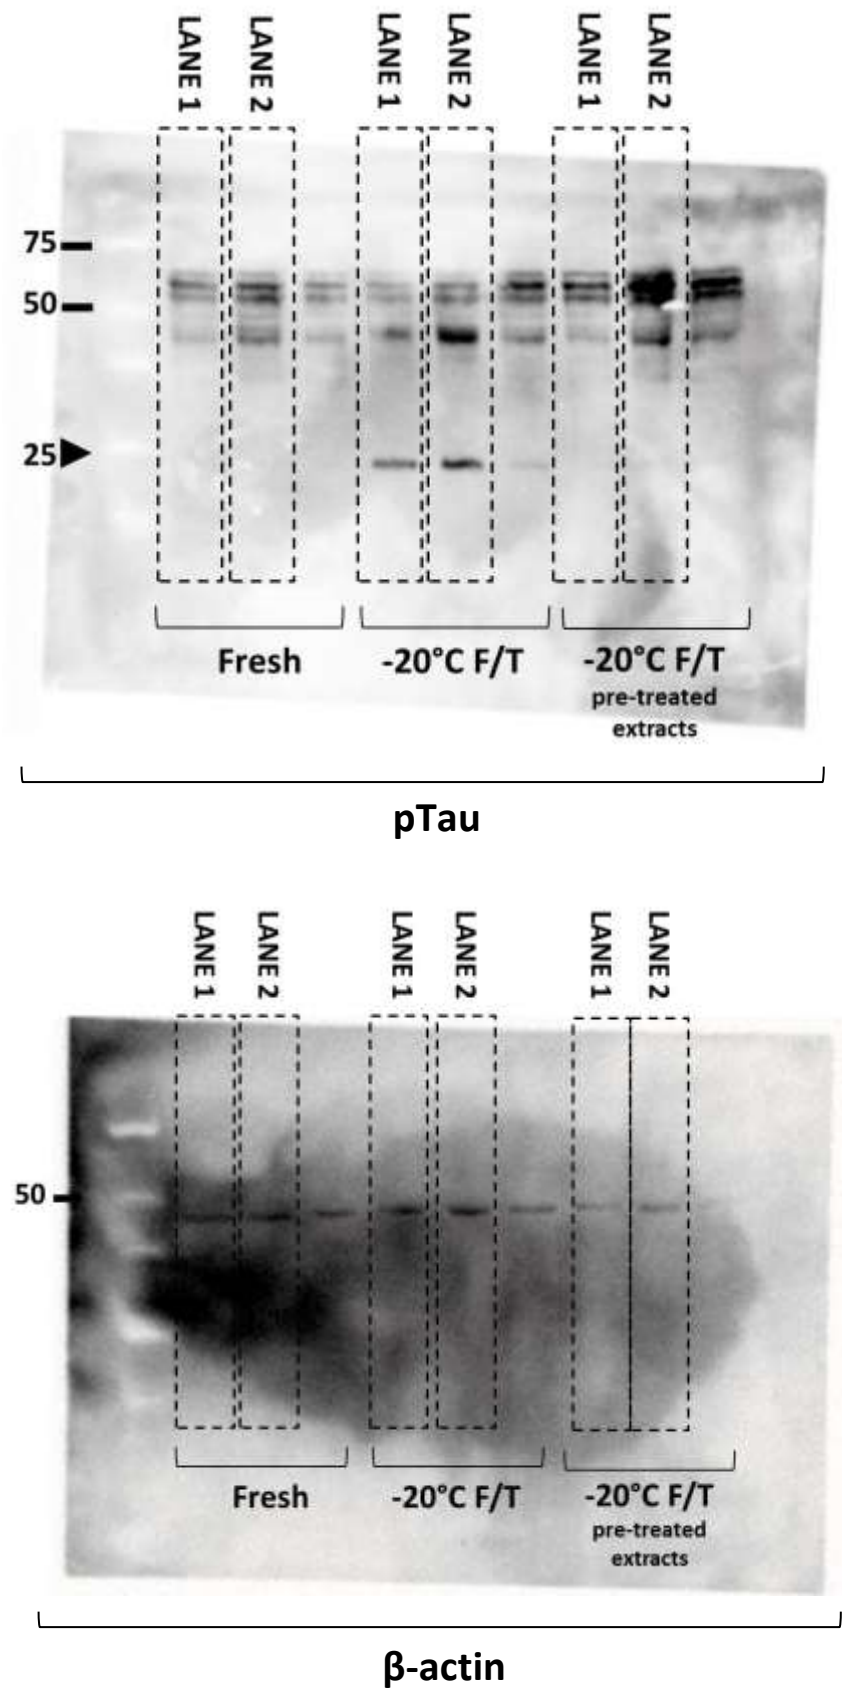 LANE 1 LANE 2 LANE 1 LANE 2 LANE 1 LANE 2
75
50
25
Fresh -20°C F/T -20°C F/T
pre-treated
extracts
pTau
LANE 1 LANE 2 LANE 1 LANE 2 LANE 1 LANE 2
50
Fresh -20°C F/T -20°C F/T
pre-treated
extracts
β-actin